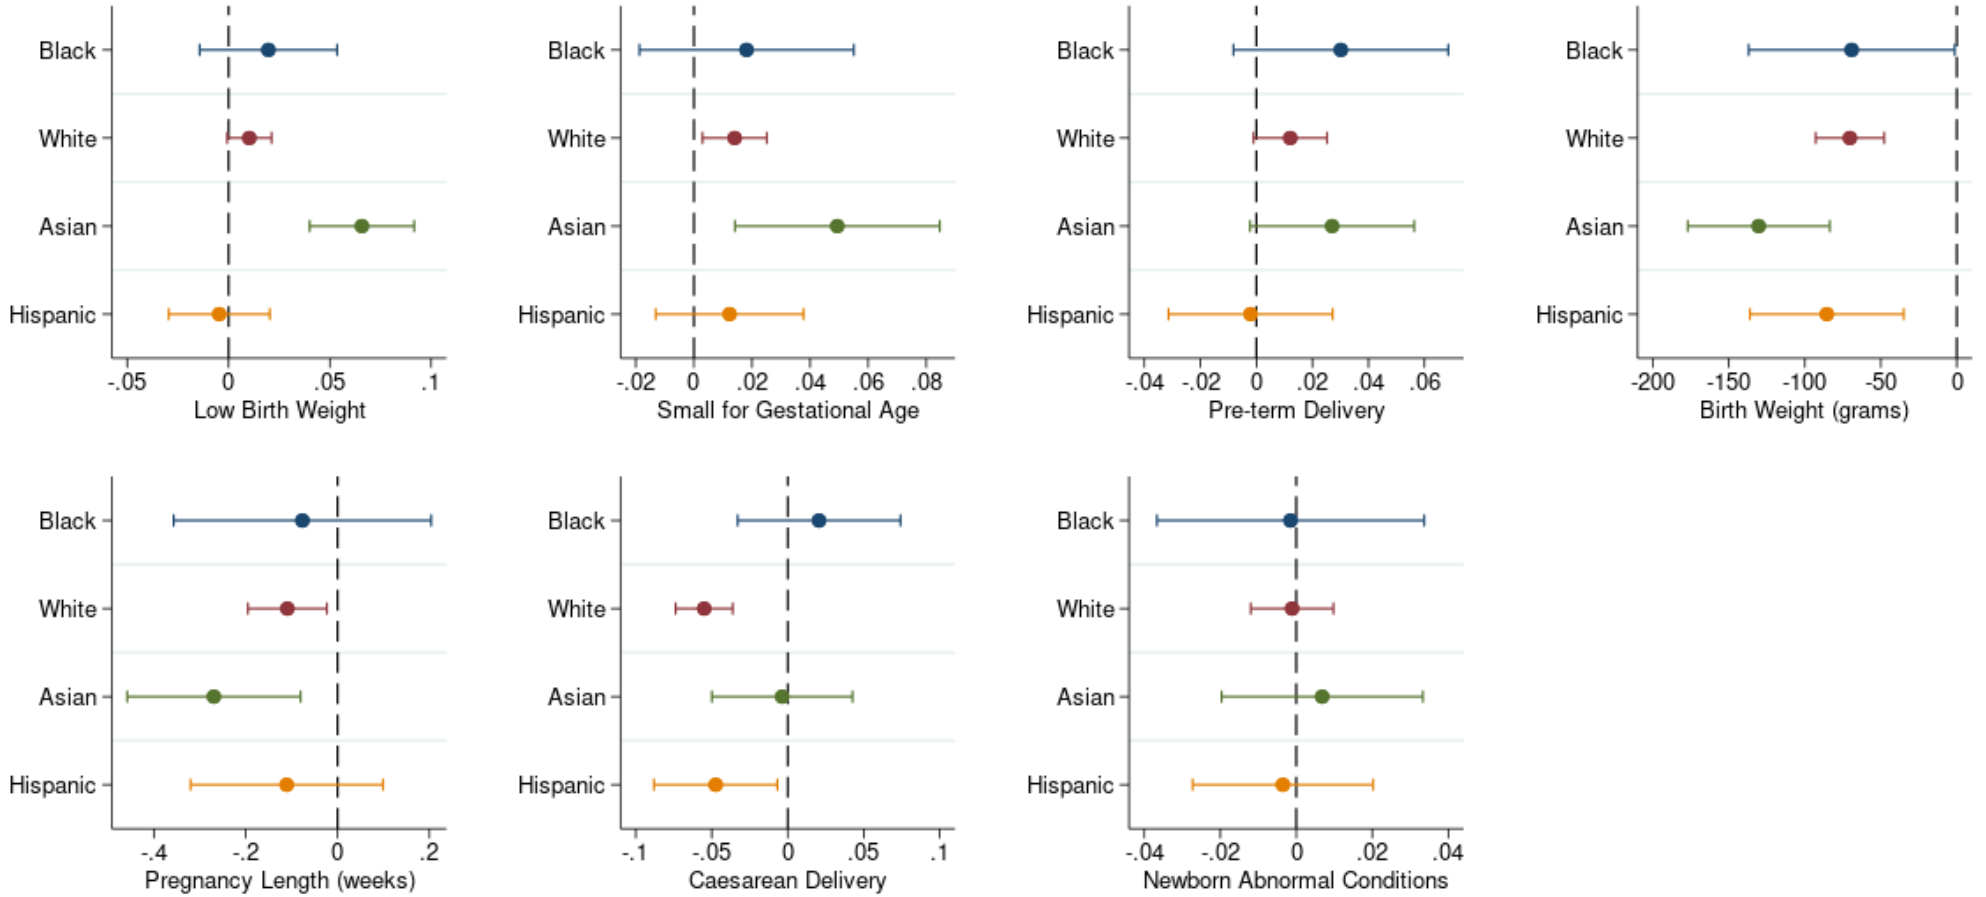 Black
White
Asian
Hispanic
-.05 0 .05 .1
Low Birth Weight
Black
White
Asian
Hispanic
-.02 0 .02 .04 .06 .08
Small for Gestational Age
Black
White
Asian
Hispanic
-.04 -.02 0 .02 .04 .06
Pre-term Delivery
Black
White
Asian
Hispanic
-200 -150 -100 -50 0
Birth Weight (grams)
Black
White
Asian
Hispanic
-.4 -.2 0 .2
Pregnancy Length (weeks)
Black
White
Asian
Hispanic
-.1 -.05 0 .05 .1
Caesarean Delivery
Black
White
Asian
Hispanic
-.04 -.02 0 .02 .04
Newborn Abnormal Conditions